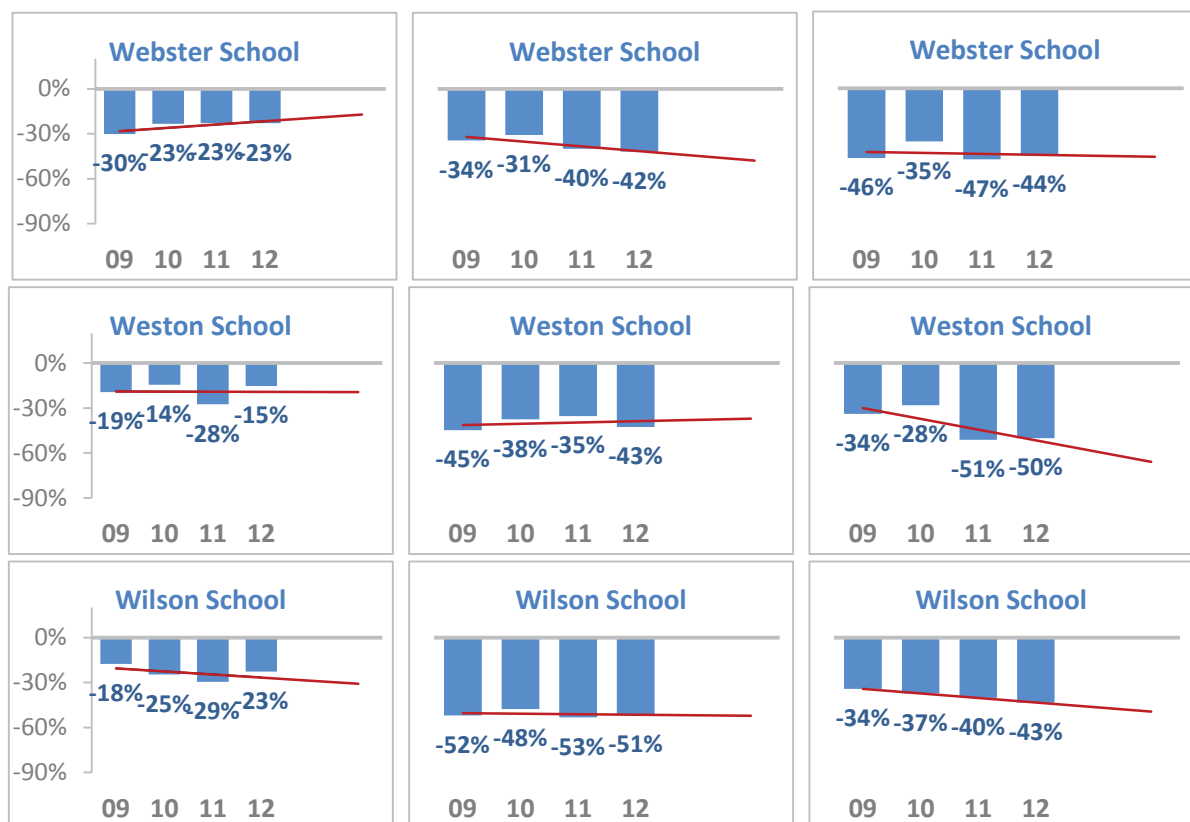 Webster School
Webster School
Webster School
0%
-30%
-60%
-90%
-30%
-23%
-23%
-23%
-34%
-31%
-40%
-42%
-46%
-35%
-47%
-44%
09 10 11 12
09 10 11 12
09 10 11 12
Weston School
Weston School
Weston School
0%
-30%
-60%
-90%
-19%
-14%
-28%
-15%
-45%
-38%
-35%
-43%
-34%
-28%
-51%
-50%
09 10 11 12
09 10 11 12
09 10 11 12
Wilson School
Wilson School
Wilson School
0%
-30%
-60%
-90%
-18%
-25%
-29%
-23%
-52%
-48%
-53%
-51%
-34%
-37%
-40%
-43%
09 10 11 12
09 10 11 12
09 10 11 12